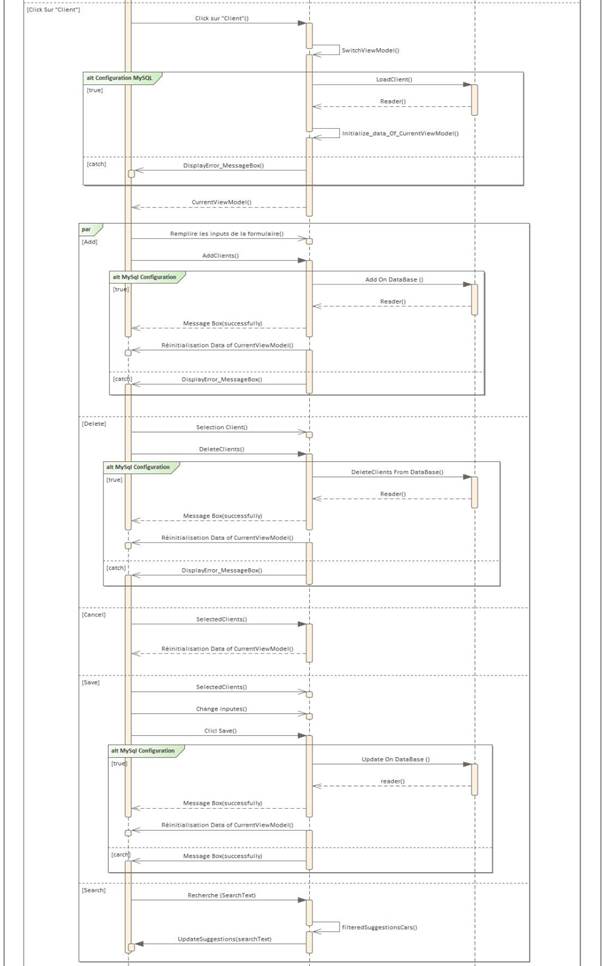 [Click Sur "Client"]
Click sur "Client"()
SwitchViewModel()
alt Configuration MySQL
[true]
LoadClient()
Reader()
Initialize_data_Of_CurrentViewModel()
[catch]
DisplayError_MessageBox()
CurrentViewModel()
par
[Add]
Remplire les inputs de la formulaire()
AddClients()
alt MySql Configuration
[true]
Add On DataBase ()
Reader()
Message Box(successfully)
Réinitialisation Data of CurrentViewModel()
[catch]
DisplayError_MessageBox()
[Delete]
Selection Client()
DeleteClients()
alt MySql Configuration
[true]
DeleteClients From DataBase()
Reader()
Message Box(successfully)
Réinitialisation Data of CurrentViewModel()
[catch]
DisplayError_MessageBox()
[Cancel]
SelectedClients()
Réinitialisation Data of CurrentViewModel()
[Save]
SelectedClients()
Change inputes()
Clicl Save()
alt MySql Configuration
[true]
Update On DataBase ()
reader()
Message Box(successfully)
Réinitialisation Data of CurrentViewModel()
[carch]
Message Box(successfully)
[Search]
Recherche (SearchText)
filteredSuggestionsCars()
UpdateSuggestions(searchText)